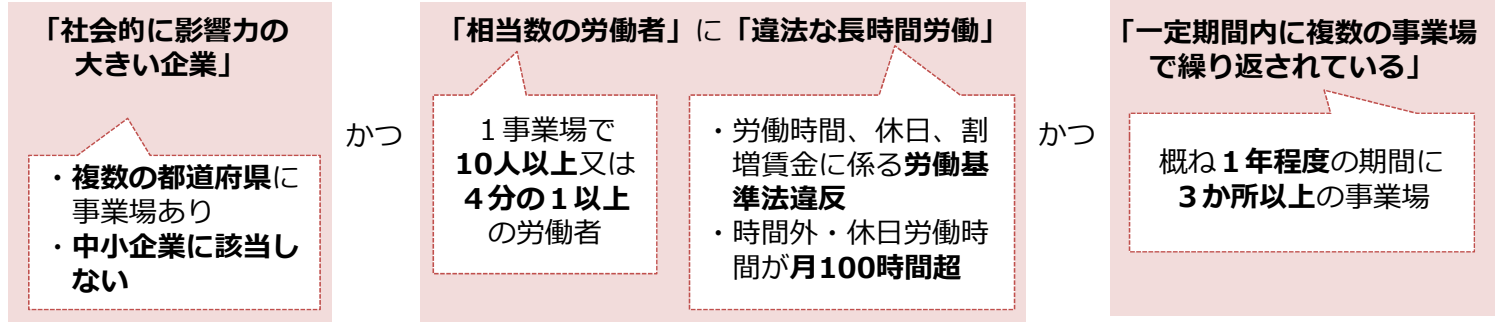 「社会的に影響力の
大きい企業」
・複数の都道府県に
事業場あり
・中小企業に該当し
ない
かつ
「相当数の労働者」に「違法な長時間労働」
１事業場で
10人以上又は
４分の１以上
の労働者
・労働時間、休日、割
増賃金に係る労働基
準法違反
・時間外・休日労働時
間が月100時間超
かつ
「一定期間内に複数の事業場
で繰り返されている」
概ね１年程度の期間に
３か所以上の事業場